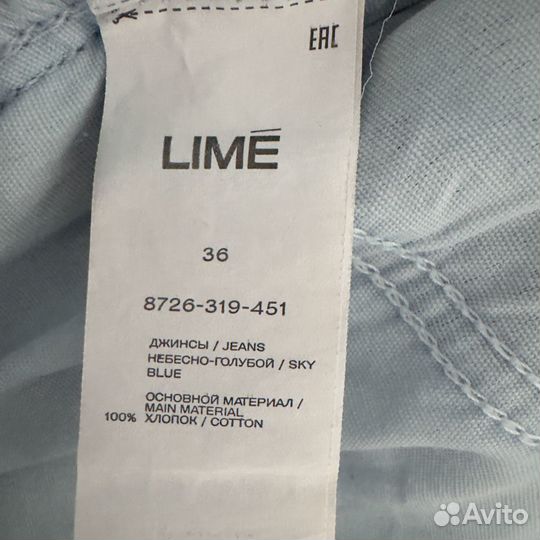 EAC
LIMÉ
36
8726-319-451
ДЖИНСЫ / JEANS
НЕБЕСНО-ГОЛУБОЙ / SKY
BLUE
ОСНОВНОЙ МАТЕРИАЛ /
MAIN MATERIAL
100% ХЛОПОК / COTTON
Avito